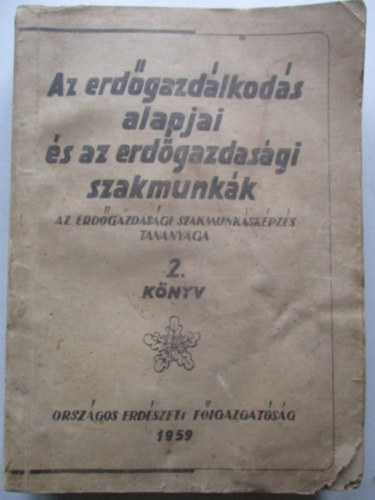 Az erdőgazdálkodás
alapjai
és az erdőgazdasági
szakmunkák
AZ ERDŐGAZDASÁGI SZAKMUNKÁSKÉPZÉS
TANANYAGA
2.
KÖNYV
ORSZÁGOS ERDÉSZETI FŐIGAZGATÓSÁG
1959